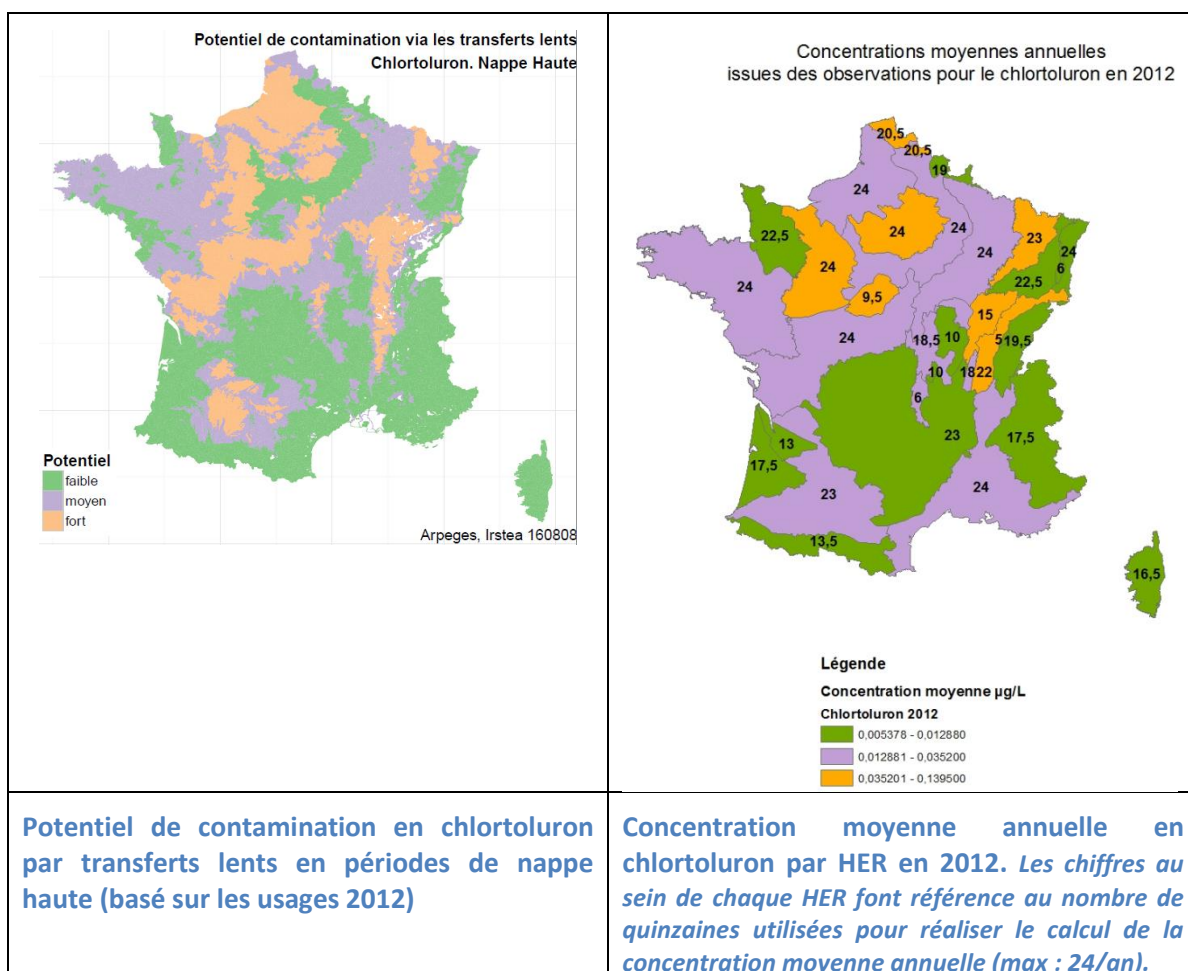 Potentiel de contamination via les transferts lents
Chlortoluron. Nappe Haute
Potentiel
faible
moyen
fort
Arpeges, Irstea 160808
Concentrations moyennes annuelles
issues des observations pour le chlortoluron en 2012
20,5
20,5
19
24
22,5
24
24
24
23
24
24
6
24
22,5
9,5
15
24
18,5
10
5
19,5
10
18
22
6
13
23
17,5
17,5
23
24
13,5
16,5
Légende
Concentration moyenne µg/L
Chlortoluron 2012
0,005378 - 0,012880
0,012881 - 0,035200
0,035201 - 0,139500
Potentiel de contamination en chlortoluron
par transferts lents en périodes de nappe
haute (basé sur les usages 2012)
Concentration moyenne annuelle en
chlortoluron par HER en 2012. Les chiffres au
sein de chaque HER font référence au nombre de
quinzaines utilisées pour réaliser le calcul de la
concentration moyenne annuelle (max : 24/an).